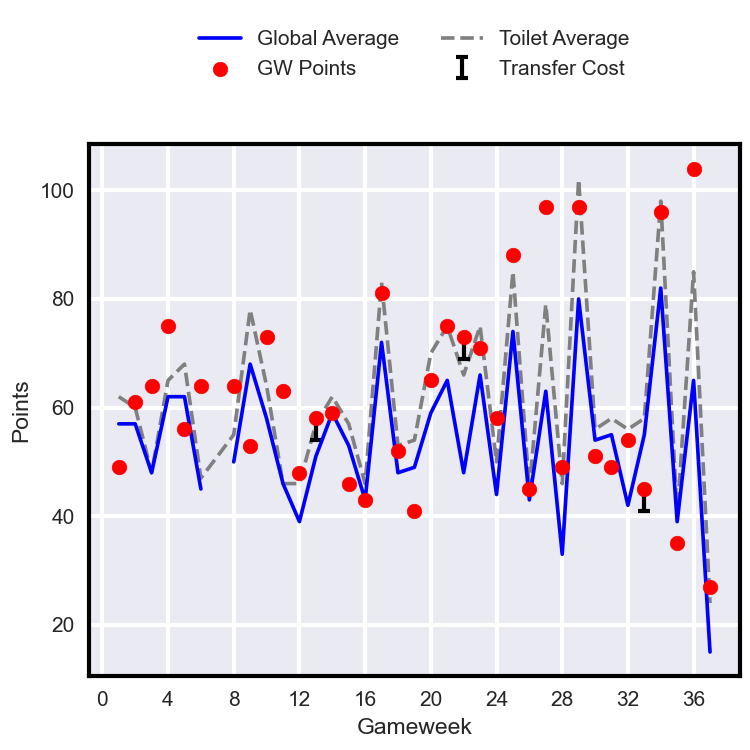 Global Average
Toilet Average
GW Points
Transfer Cost
100
80
60
40
20
Points
0 4 8 12 16 20 24 28 32 36
Gameweek